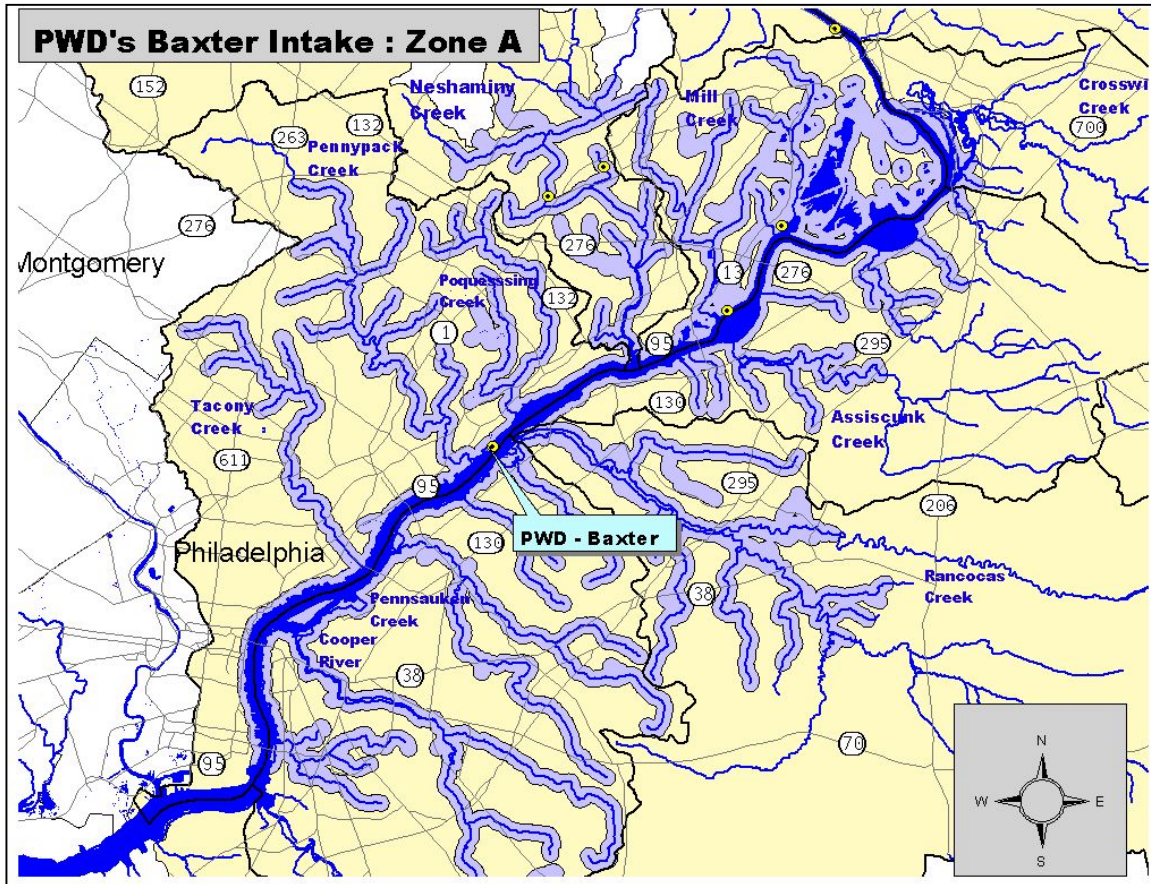 PWD's Baxter Intake : Zone A
152
Neshaminy
Creek
Mill
Creek
Crosswi
Creek
700
263
132
Pennypack
Creek
276
Montgomery
276
Poquesssing
Creek
132
13
276
1
95
295
130
Tacony
Creek
Assiscunk
Creek
611
95
295
206
PWD - Baxter
130
Philadelphia
Rancocas
Creek
38
Pennsauken
Creek
Cooper
River
38
70
95
N
W
E
S